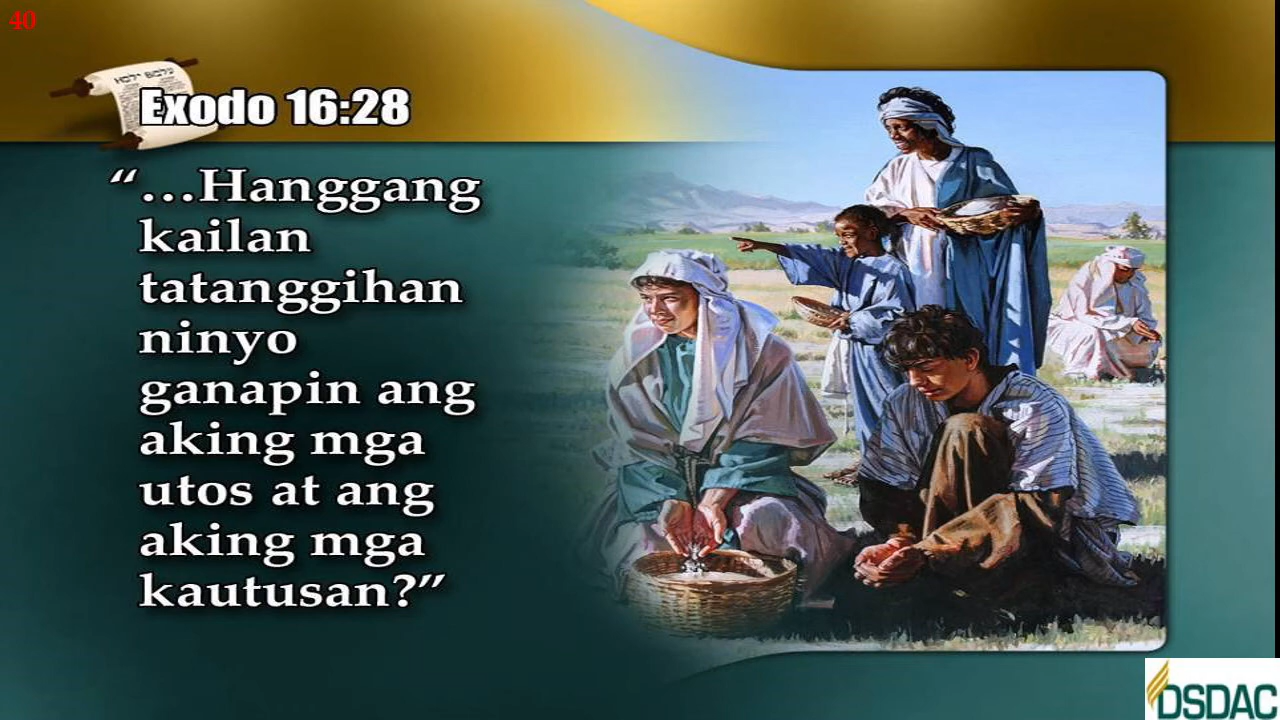 40
Exodo 16:28
“...Hanggang
kailan
tatanggihan
ninyo
ganapin ang
aking mga
utos at ang
aking mga
kautusan?”
DSDAC